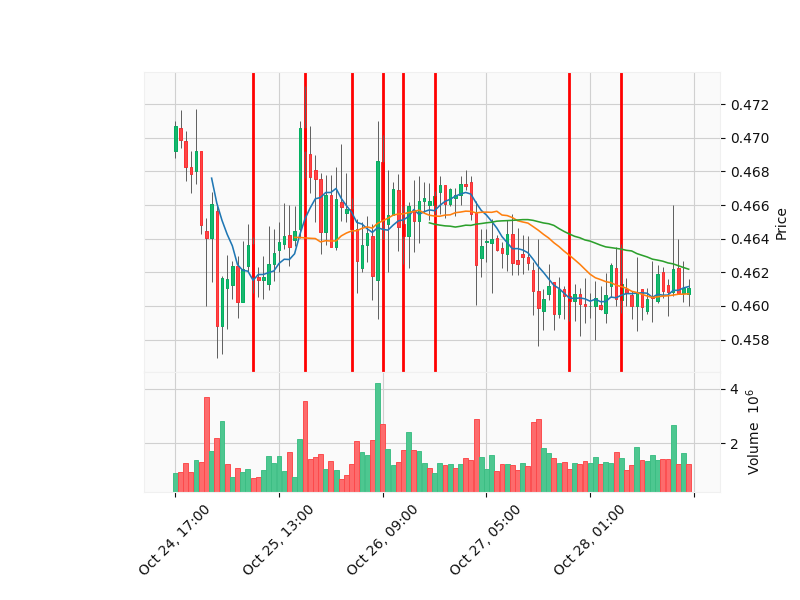 0.472
0.470
0.468
0.466
0.464
0.462
0.460
0.458
Price
4
2
Volume 10⁶
Oct 24, 17:00
Oct 25, 13:00
Oct 26, 09:00
Oct 27, 05:00
Oct 28, 01:00